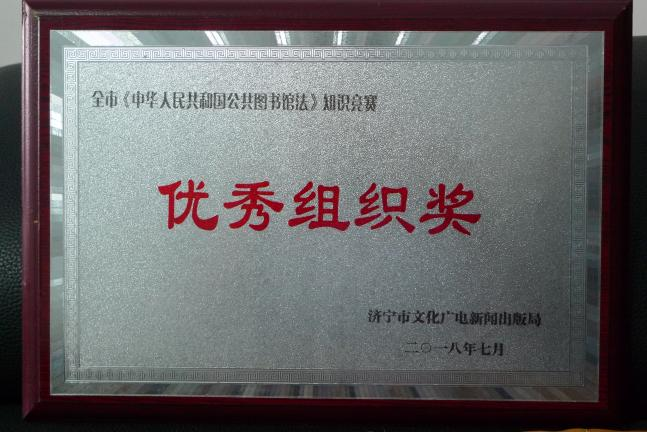 全市《中华人民共和国公共图书馆法》知识竞赛
优秀组织奖
济宁市文化广电新闻出版局
二〇一八年七月